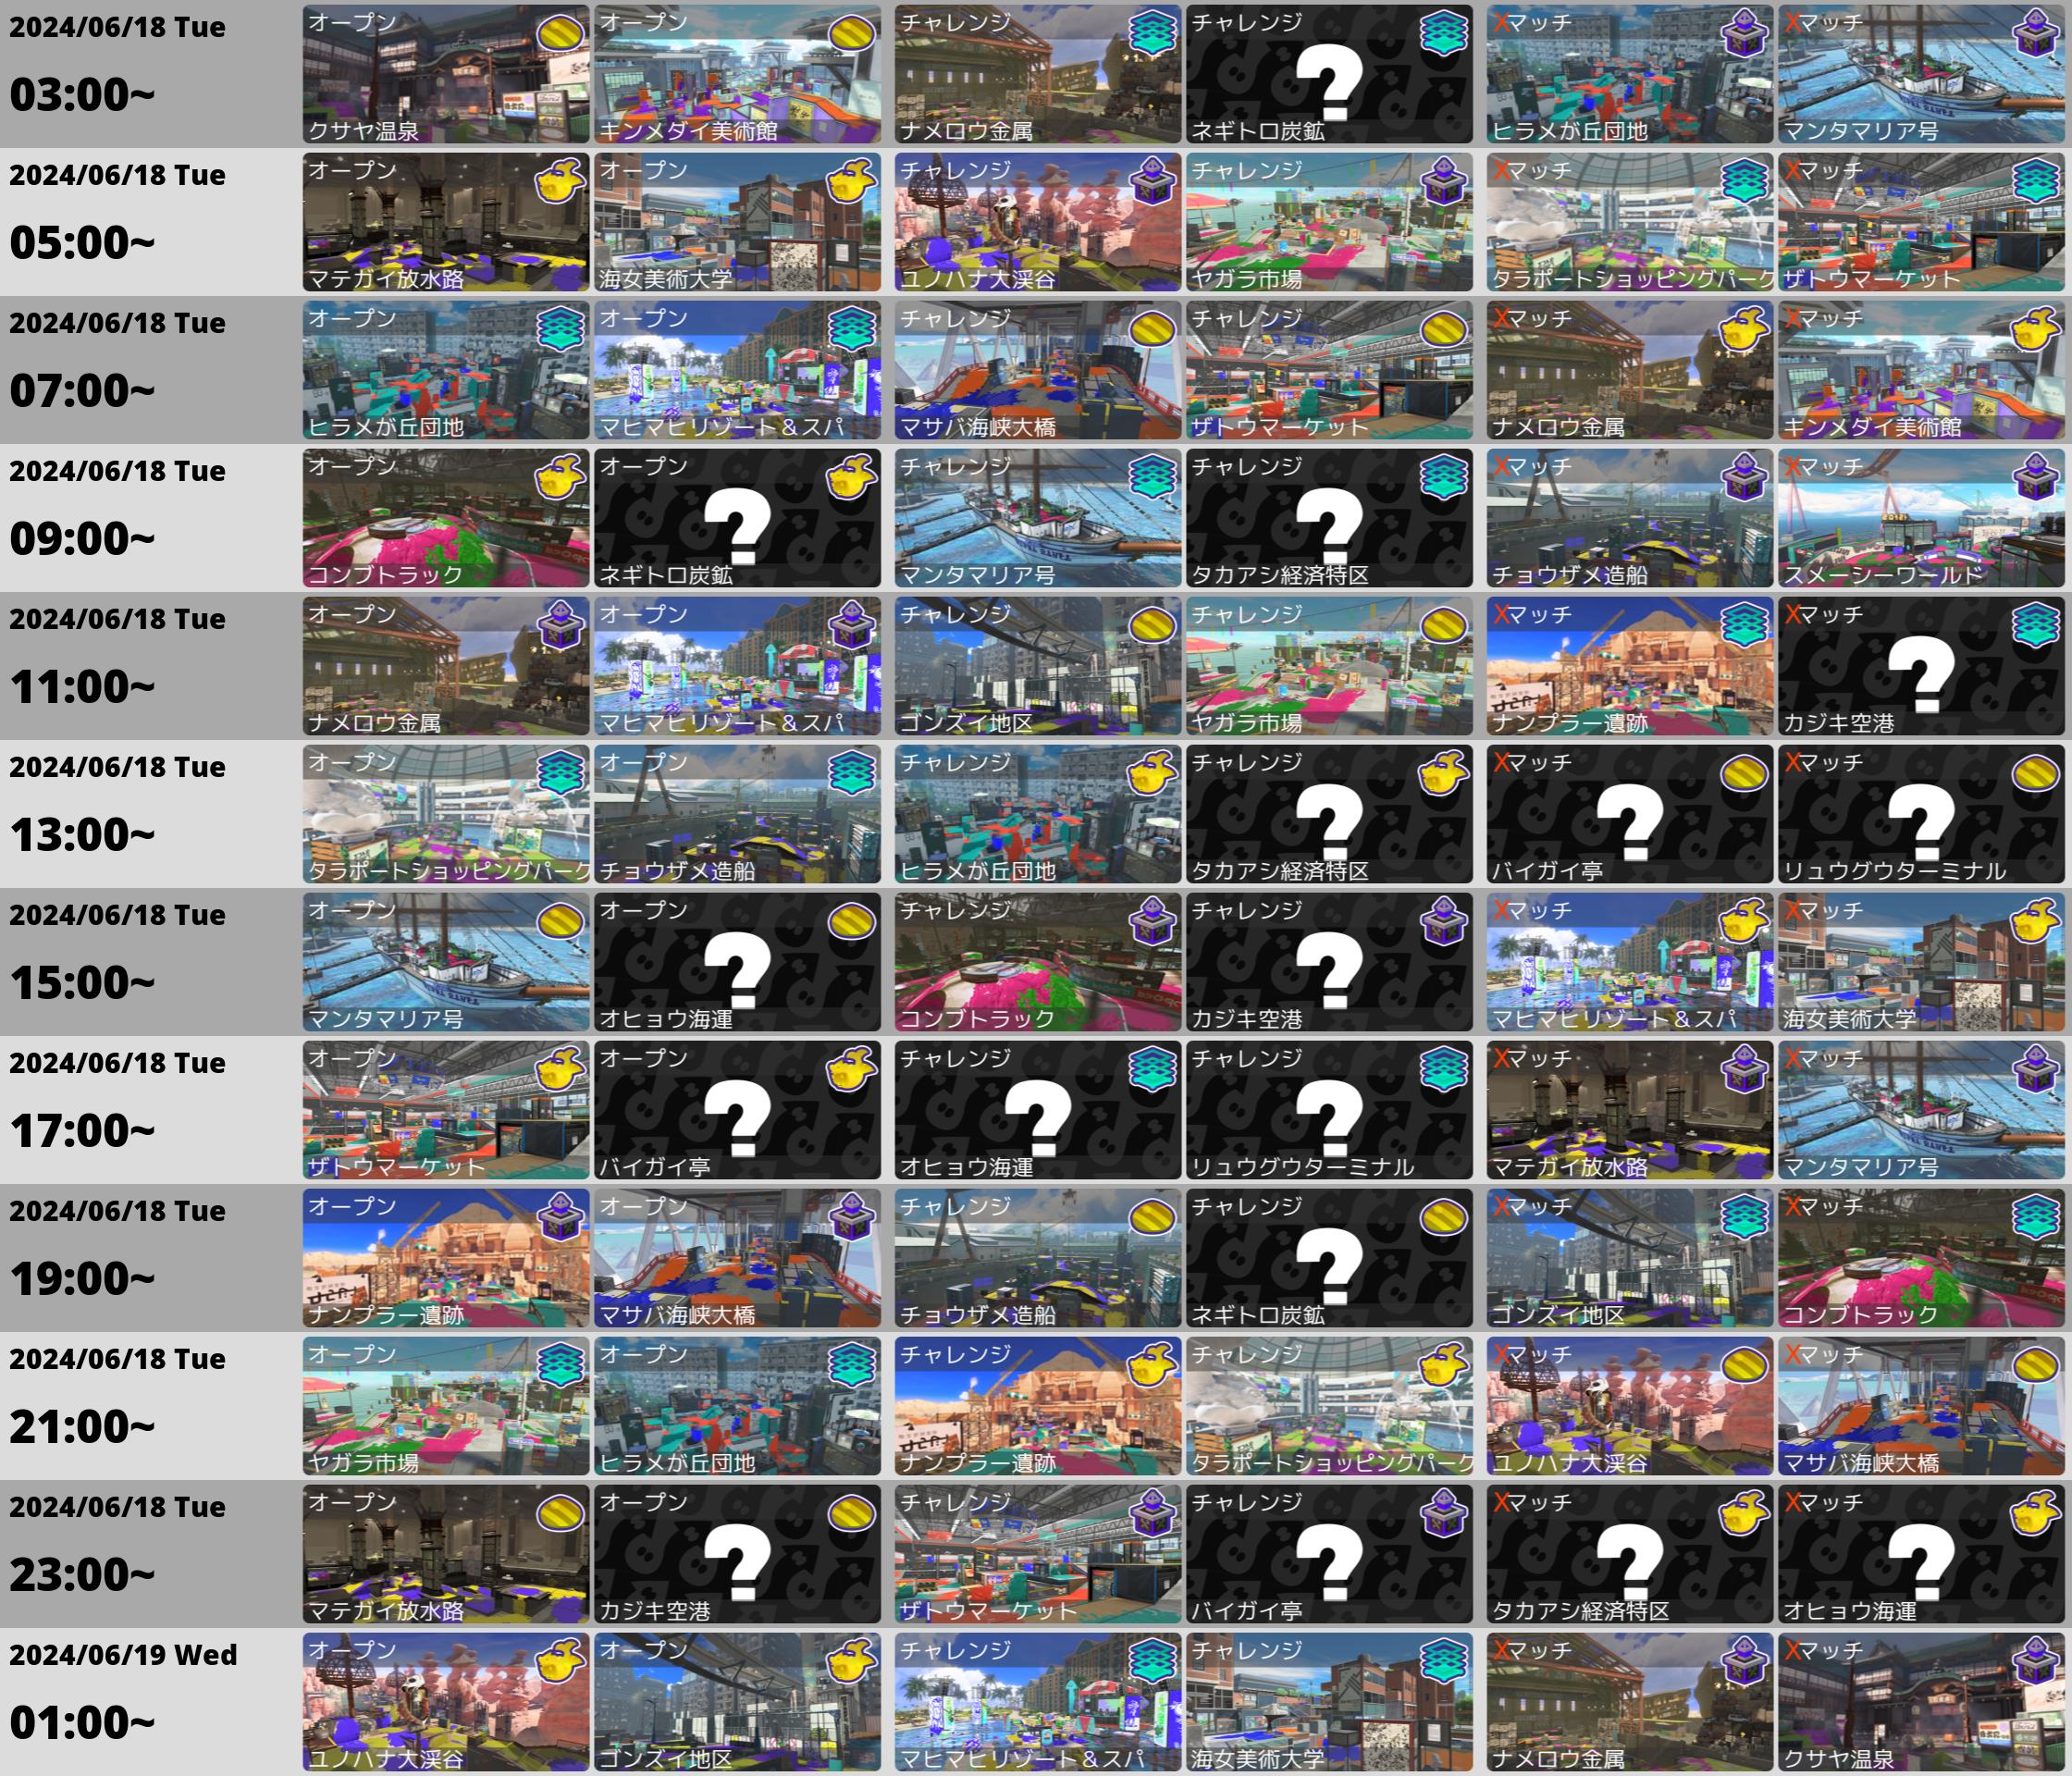 2024/06/18 Tue
03:00~
オープン
クサヤ温泉
オープン
キンメダイ美術館
チャレンジ
ナメロウ金属
チャレンジ
ネギトロ炭鉱
Xマッチ
ヒラメが丘団地
Xマッチ
マンタマリア号
2024/06/18 Tue
05:00~
オープン
マテガイ放水路
オープン
海女美術大学
チャレンジ
ユノハナ大渓谷
チャレンジ
ヤガラ市場
Xマッチ
タラポートショッピングパーク
Xマッチ
ザトウマーケット
2024/06/18 Tue
07:00~
オープン
ヒラメが丘団地
オープン
マヒマヒリゾート＆スパ
チャレンジ
マサバ海峡大橋
チャレンジ
ザトウマーケット
Xマッチ
ナメロウ金属
Xマッチ
キンメダイ美術館
2024/06/18 Tue
09:00~
オープン
コンブトラック
オープン
ネギトロ炭鉱
チャレンジ
マンタマリア号
チャレンジ
タカアシ経済特区
Xマッチ
チョウザメ造船
Xマッチ
スメーシーワールド
2024/06/18 Tue
11:00~
オープン
ナメロウ金属
オープン
マヒマヒリゾート＆スパ
チャレンジ
ゴンズイ地区
チャレンジ
ヤガラ市場
Xマッチ
ナンプラー遺跡
Xマッチ
カジキ空港
2024/06/18 Tue
13:00~
オープン
タラポートショッピングパーク
オープン
チョウザメ造船
チャレンジ
ヒラメが丘団地
チャレンジ
タカアシ経済特区
Xマッチ
バイガイ亭
Xマッチ
リュウグウターミナル
2024/06/18 Tue
15:00~
オープン
マンタマリア号
オープン
オヒョウ海運
チャレンジ
コンブトラック
チャレンジ
カジキ空港
Xマッチ
マヒマヒリゾート＆スパ
Xマッチ
海女美術大学
2024/06/18 Tue
17:00~
オープン
ザトウマーケット
オープン
バイガイ亭
チャレンジ
オヒョウ海運
チャレンジ
リュウグウターミナル
Xマッチ
マテガイ放水路
Xマッチ
マンタマリア号
2024/06/18 Tue
19:00~
オープン
ナンプラー遺跡
オープン
マサバ海峡大橋
チャレンジ
チョウザメ造船
チャレンジ
ネギトロ炭鉱
Xマッチ
ゴンズイ地区
Xマッチ
コンブトラック
2024/06/18 Tue
21:00~
オープン
ヤガラ市場
オープン
ヒラメが丘団地
チャレンジ
ナンプラー遺跡
チャレンジ
タラポートショッピングパーク
Xマッチ
ユノハナ大渓谷
Xマッチ
マサバ海峡大橋
2024/06/18 Tue
23:00~
オープン
マテガイ放水路
オープン
カジキ空港
チャレンジ
ザトウマーケット
チャレンジ
バイガイ亭
Xマッチ
タカアシ経済特区
Xマッチ
オヒョウ海運
2024/06/19 Wed
01:00~
オープン
ユノハナ大渓谷
オープン
ゴンズイ地区
チャレンジ
マヒマヒリゾート＆スパ
チャレンジ
海女美術大学
Xマッチ
ナメロウ金属
Xマッチ
クサヤ温泉